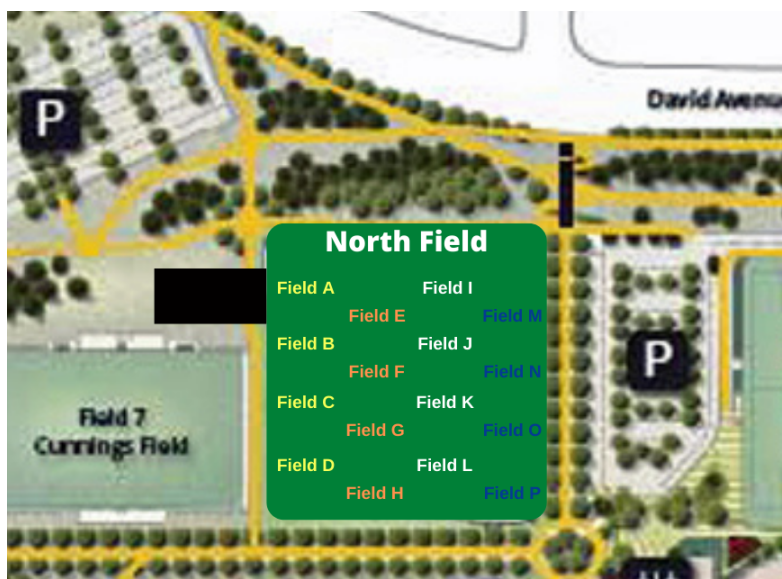 P
David Avenu
North Field
Field A
Field I
Field E
Field M
Field B
Field J
Field F
Field N
Field C
Field K
Field G
Field O
Field D
Field L
Field H
Field P
P
Field 7
Cunnings Field